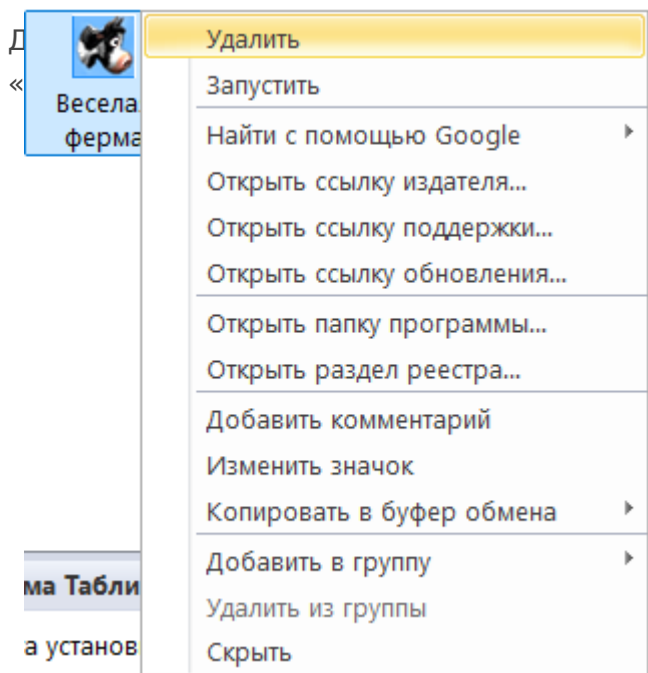 Д
«
Весела
ферма
Удалить
Запустить
Найти с помощью Google
Открыть ссылку издателя...
Открыть ссылку поддержки...
Открыть ссылку обновления...
Открыть папку программы...
Открыть раздел реестра...
Добавить комментарий
Изменить значок
Копировать в буфер обмена
Добавить в группу
Удалить из группы
Скрыть
ма Табли
а установ